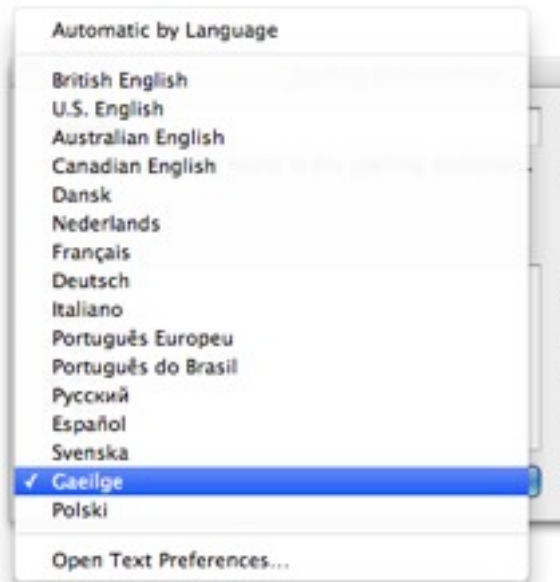 Automatic by Language
British English
U.S. English
Australian English
Canadian English
Dansk
Nederlands
Français
Deutsch
Italiano
Português Europeu
Português do Brasil
Русский
Español
Svenska
✓ Gaeilge
Polski
Open Text Preferences...